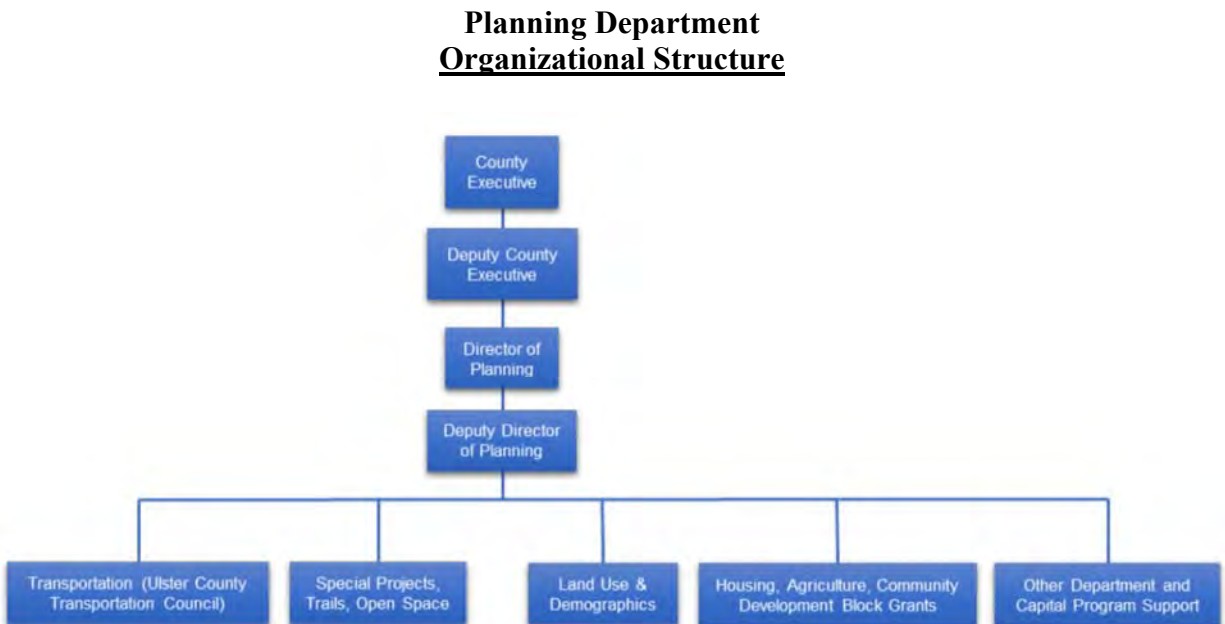 Planning Department
Organizational Structure
County
Executive
Deputy County
Executive
Director of
Planning
Deputy Director
of Planning
Transportation (Ulster County
Transportation Council)
Special Projects,
Trails, Open Space
Land Use &
Demographics
Housing, Agriculture, Community
Development Block Grants
Other Department and
Capital Program Support